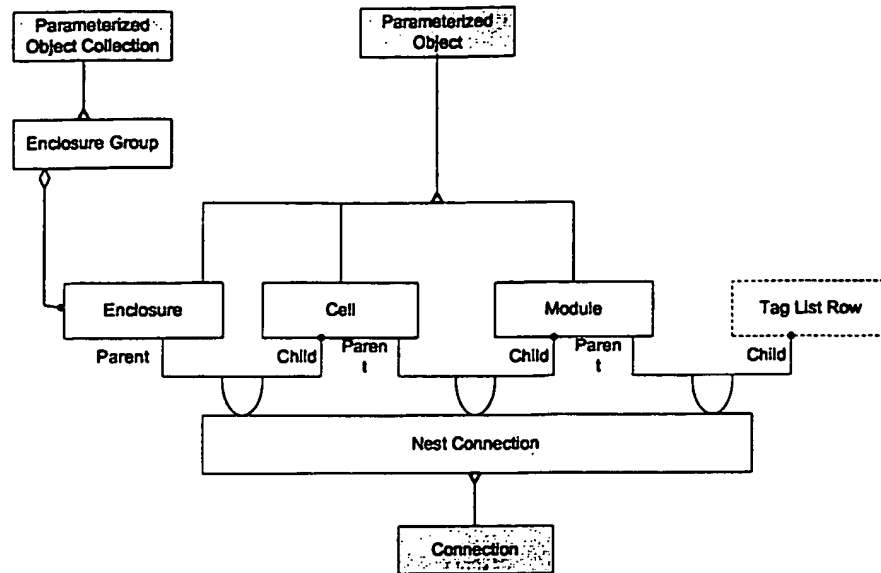 Parameterized
Object Collection
Parameterized
Object
Enclosure Group
Enclosure
Cell
Module
Tag List Row
Parent
Child
Paren
t
Child
Paren
t
Child
Nest Connection
Connection